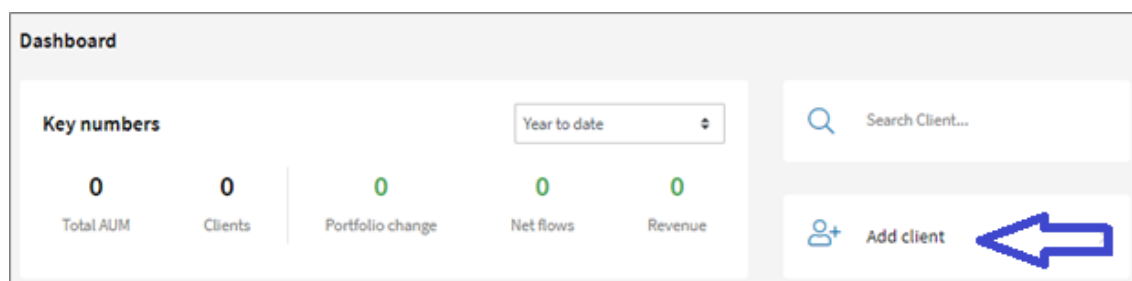 Dashboard
Key numbers
Year to date
0
Total AUM
0
Clients
0
Portfolio change
0
Net flows
0
Revenue
Search Client...
Add client